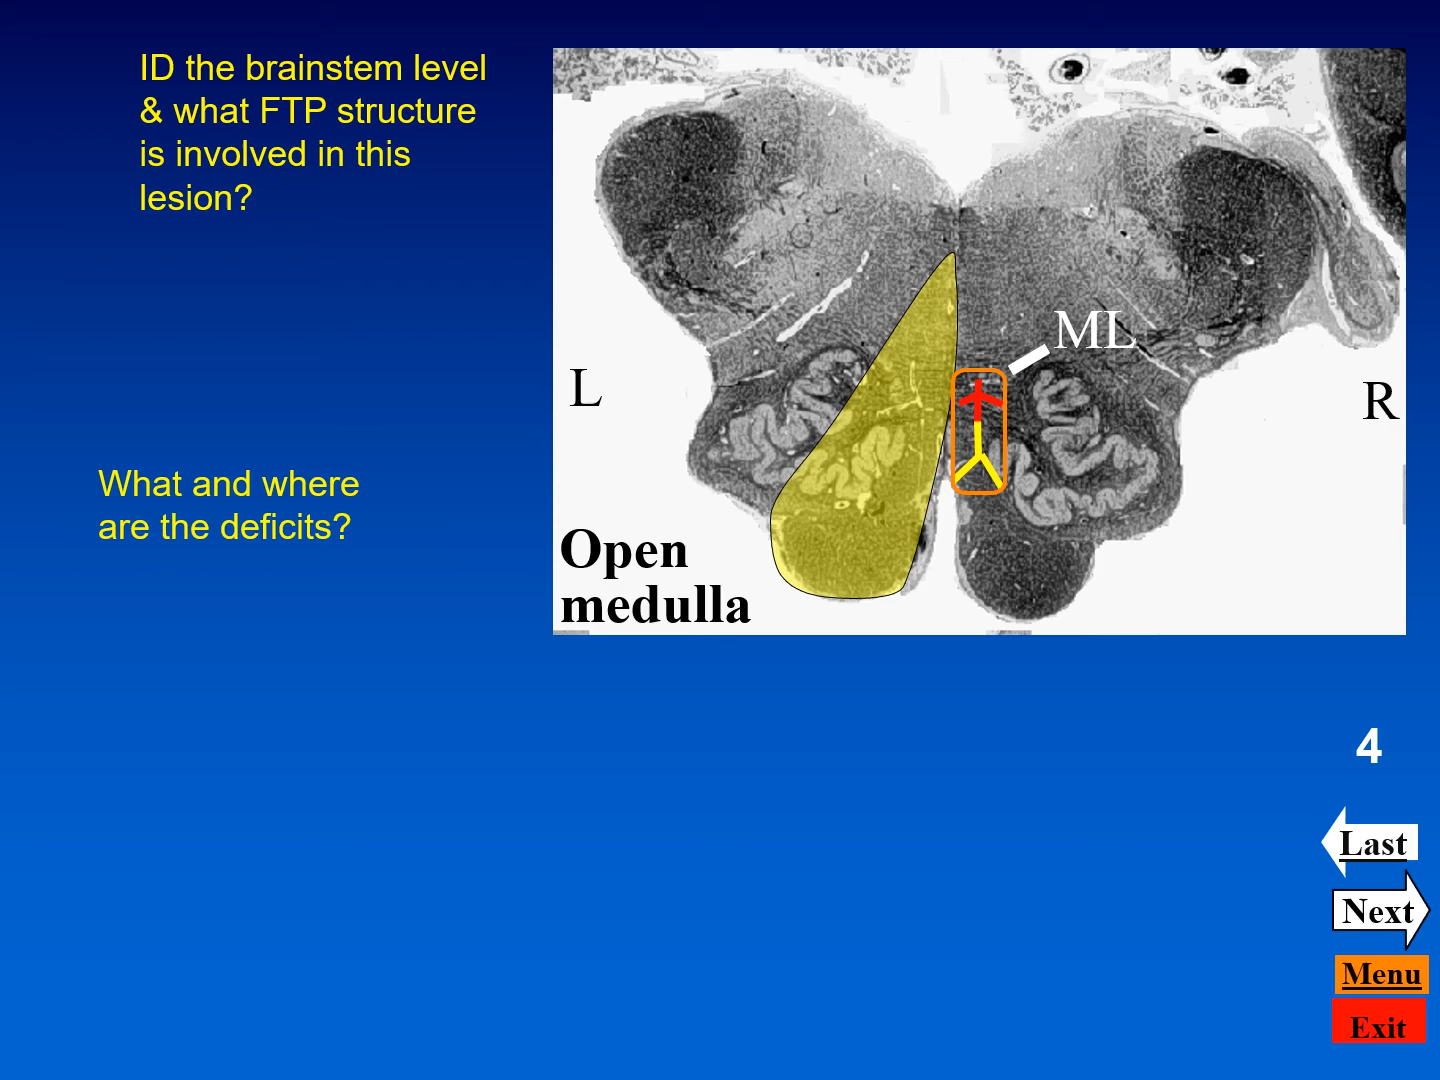 ID the brainstem level
& what FTP structure
is involved in this
lesion?
What and where
are the deficits?
ML
L
R
Open
medulla
4
Last
Next
Menu
Exit